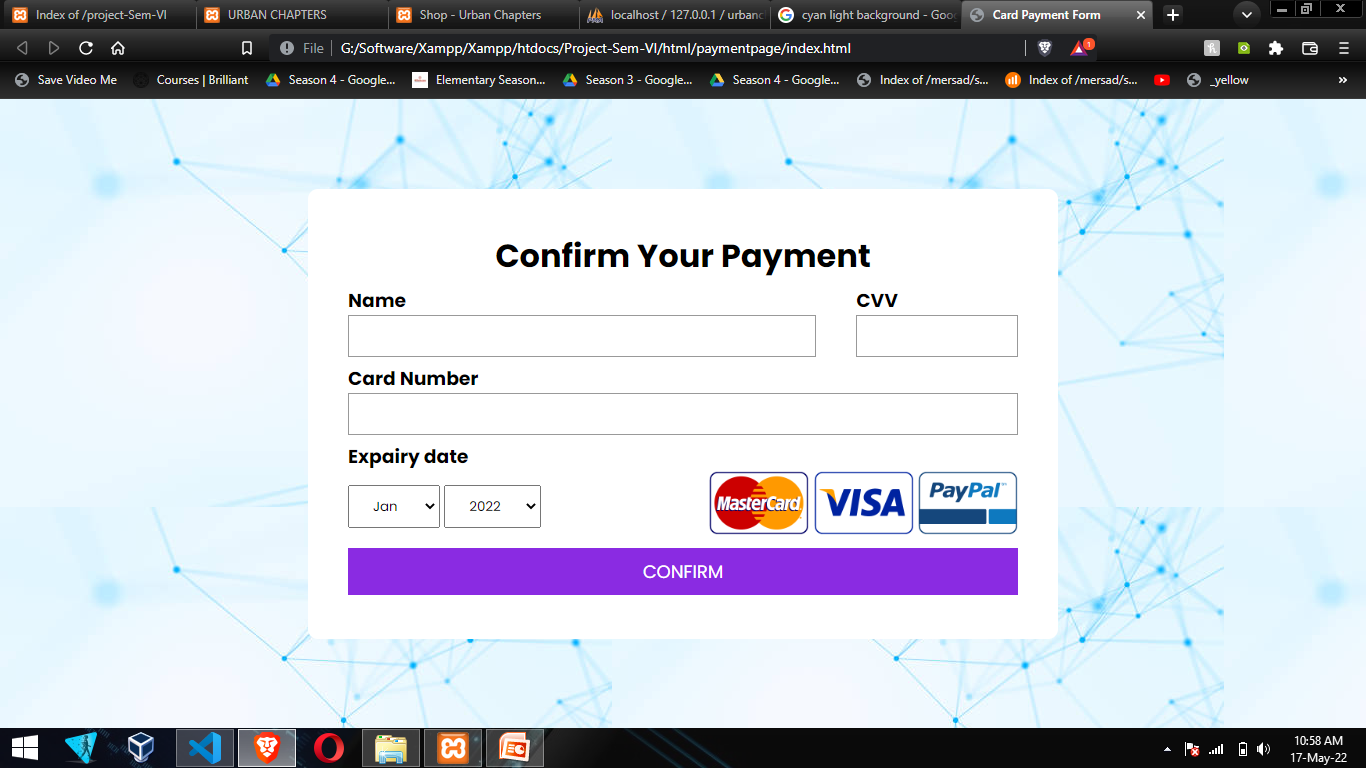 Index of /project-Sem-VI
URBAN CHAPTERS
Shop - Urban Chapters
localhost / 127.0.0.1 / urbanc
cyan light background - Goo
Card Payment Form
File
G:/Software/Xampp/Xampp/htdocs/Project-Sem-VI/html/paymentpage/index.html
1
Save Video Me
Courses | Brilliant
Season 4 - Google...
Elementary Season...
Season 3 - Google...
Season 4 - Google...
Index of /mersad/s...
Index of /mersad/s...
_yellow
»
Confirm Your Payment
Name
CVV
Card Number
Expairy date
Jan
2022
MasterCard
VISA
PayPal
CONFIRM
10:58 AM
17-May-22